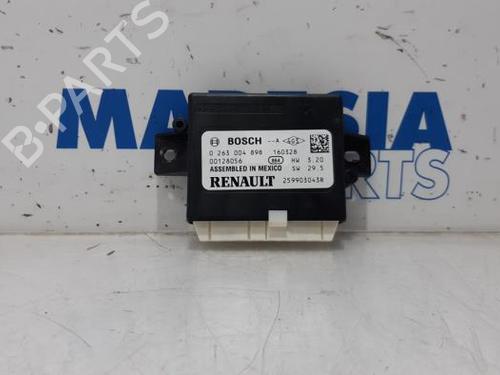 B-PARTS
BOSCH --A
0 263 004 898 160328
00128056 HW 3.20
ASSEMBLED IN MEXICO SW 29.5
RENAULT 259903043R